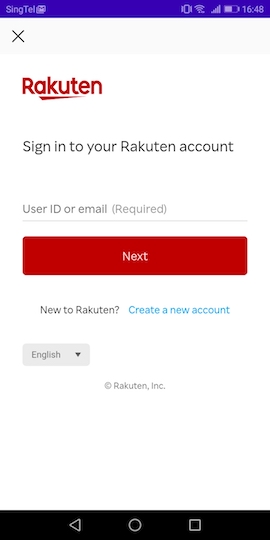 SingTel
16:48
Rakuten
Sign in to your Rakuten account
User ID or email (Required)
Next
New to Rakuten? Create a new account
English
© Rakuten, Inc.